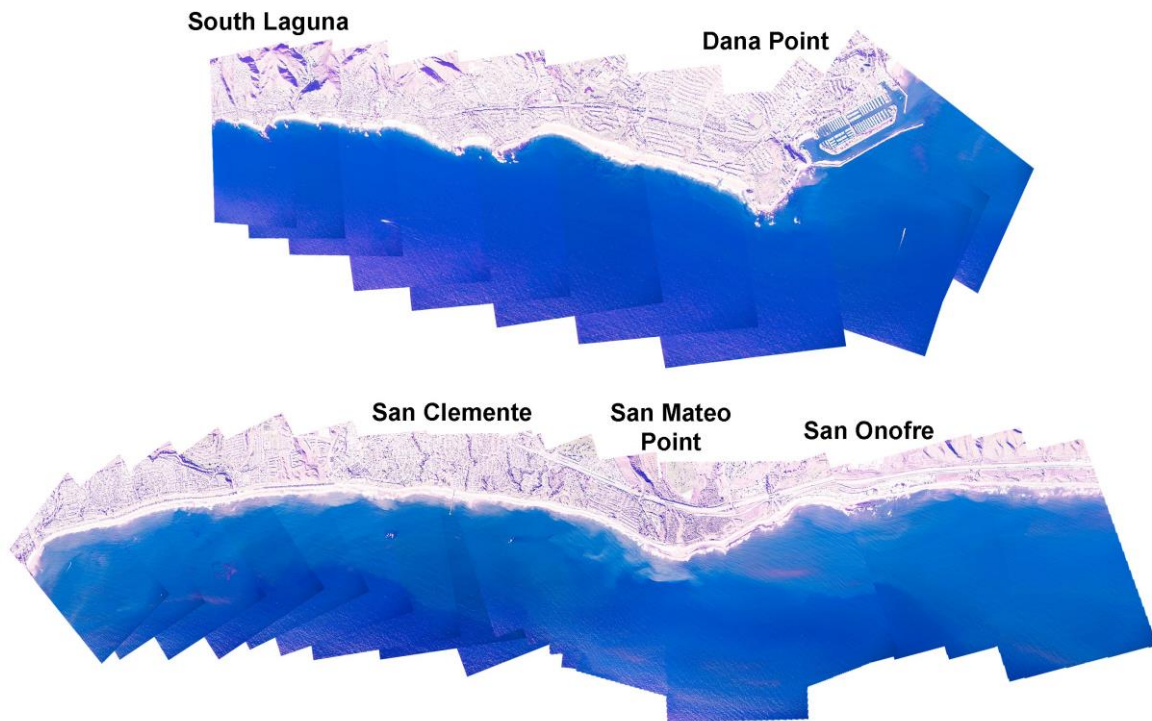 South Laguna
Dana Point
San Clemente
San Mateo
Point
San Onofre